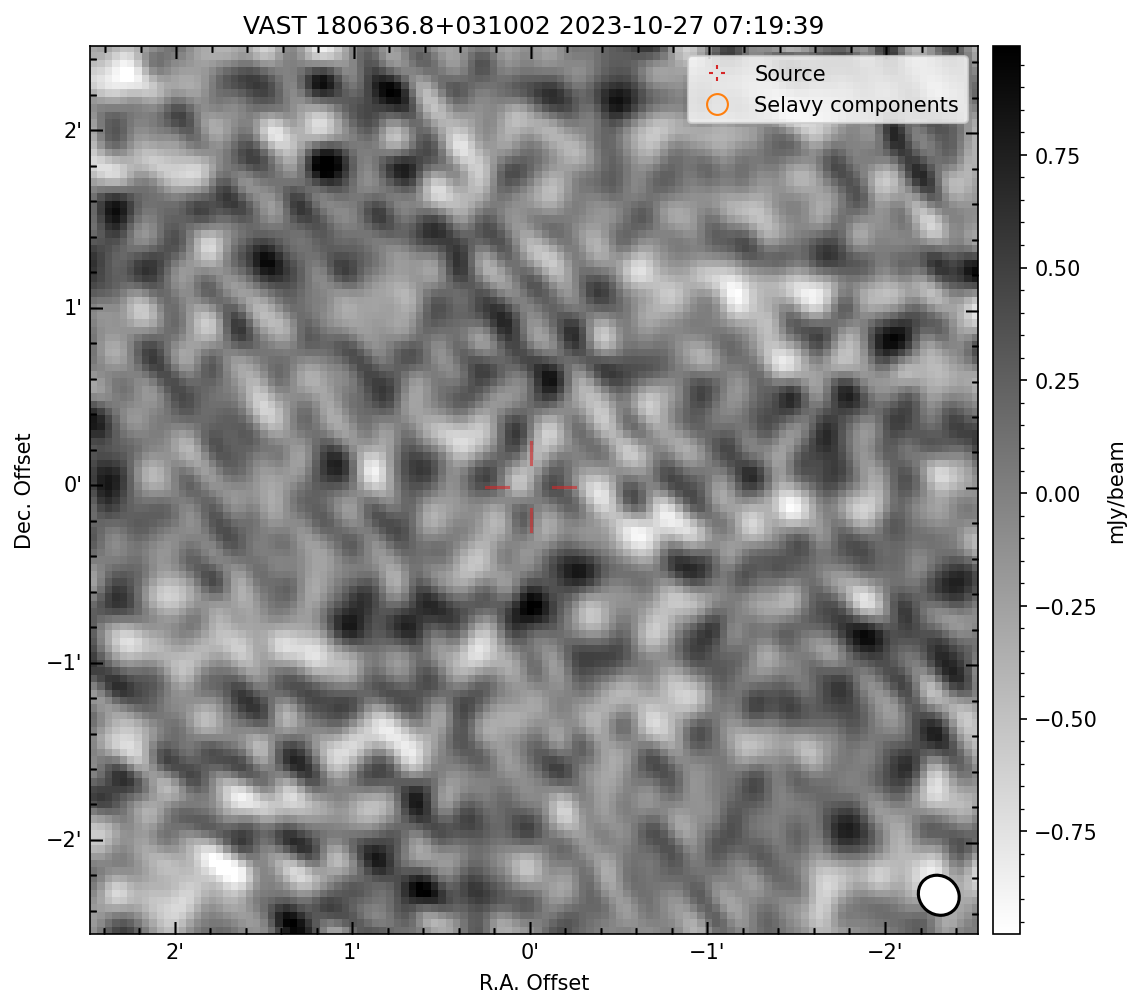 VAST 180636.8+031002 2023-10-27 07:19:39
Source
Selavy components
2'
1'
0'
−1'
−2'
Dec. Offset
2'
1'
0'
−1'
−2'
R.A. Offset
0.75
0.50
0.25
0.00
−0.25
−0.50
−0.75
mJy/beam